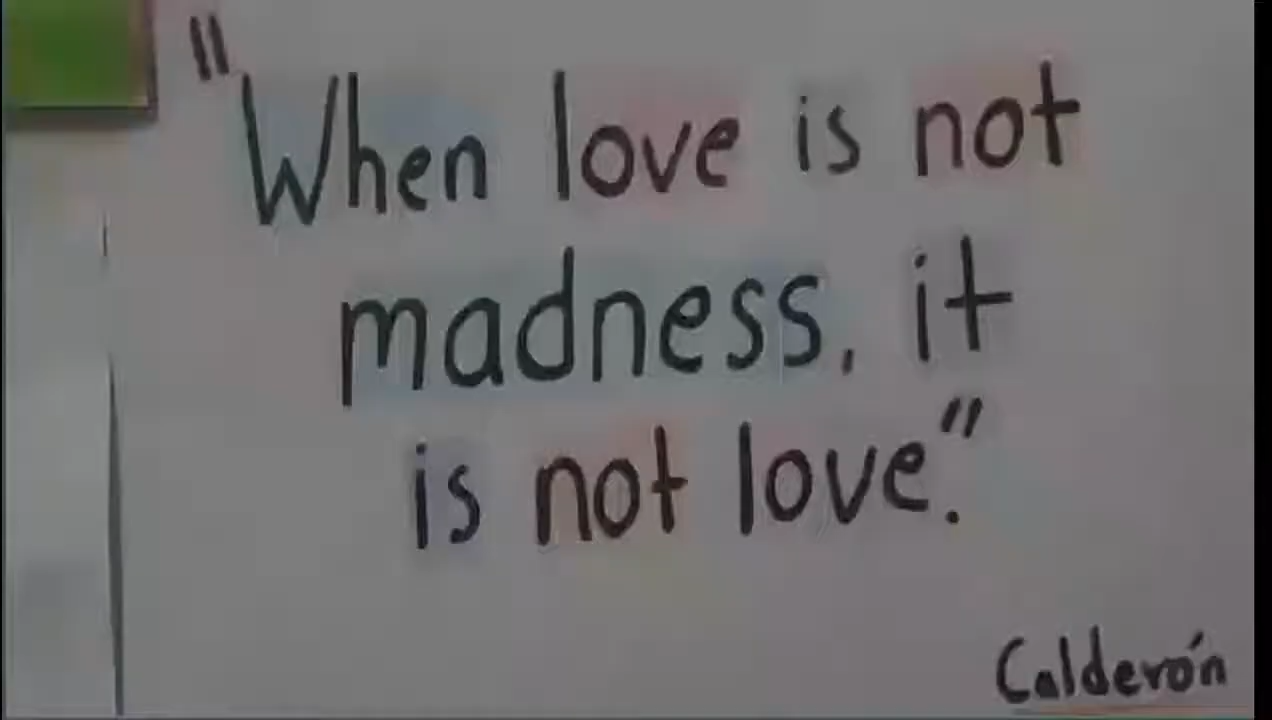 "When love is not
madness, it
is not love."
Calderón